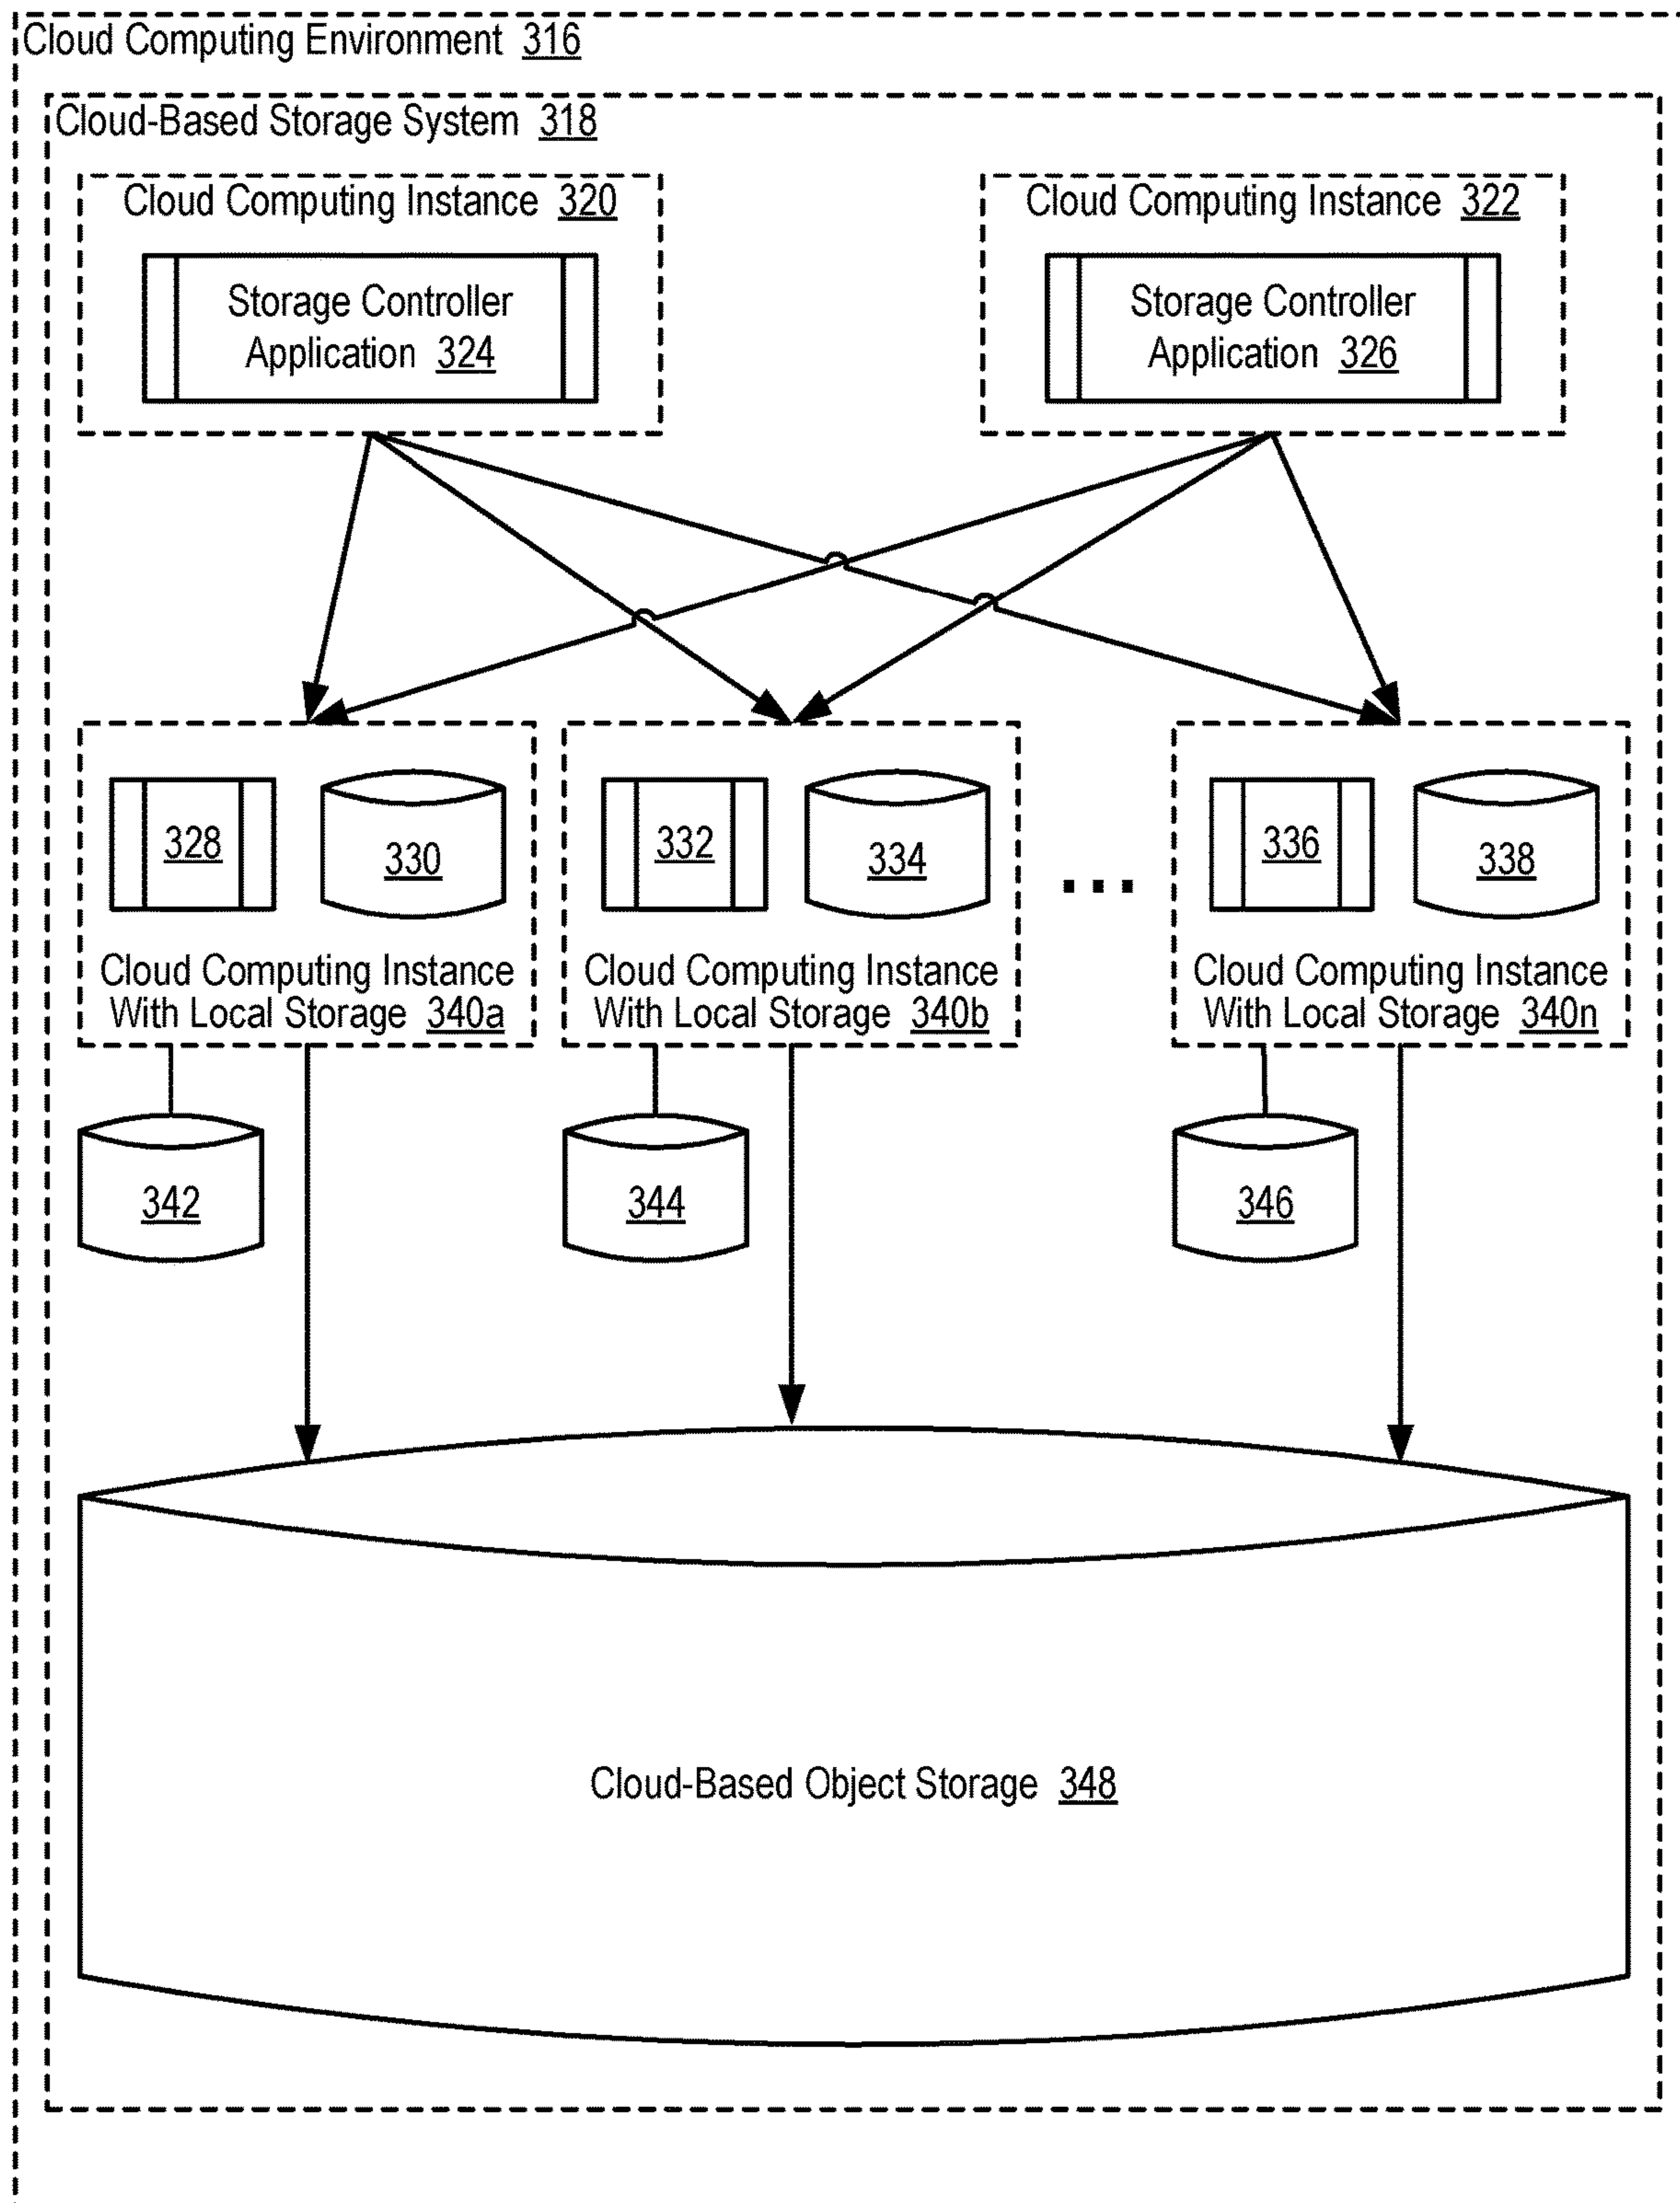 Cloud Computing Environment 316
Cloud-Based Storage System 318
Cloud Computing Instance 320
Storage Controller
Application 324
Cloud Computing Instance 322
Storage Controller
Application 326
328
330
Cloud Computing Instance
With Local Storage 340a
332
334
Cloud Computing Instance
With Local Storage 340b
...
336
338
Cloud Computing Instance
With Local Storage 340n
342
344
346
Cloud-Based Object Storage 348